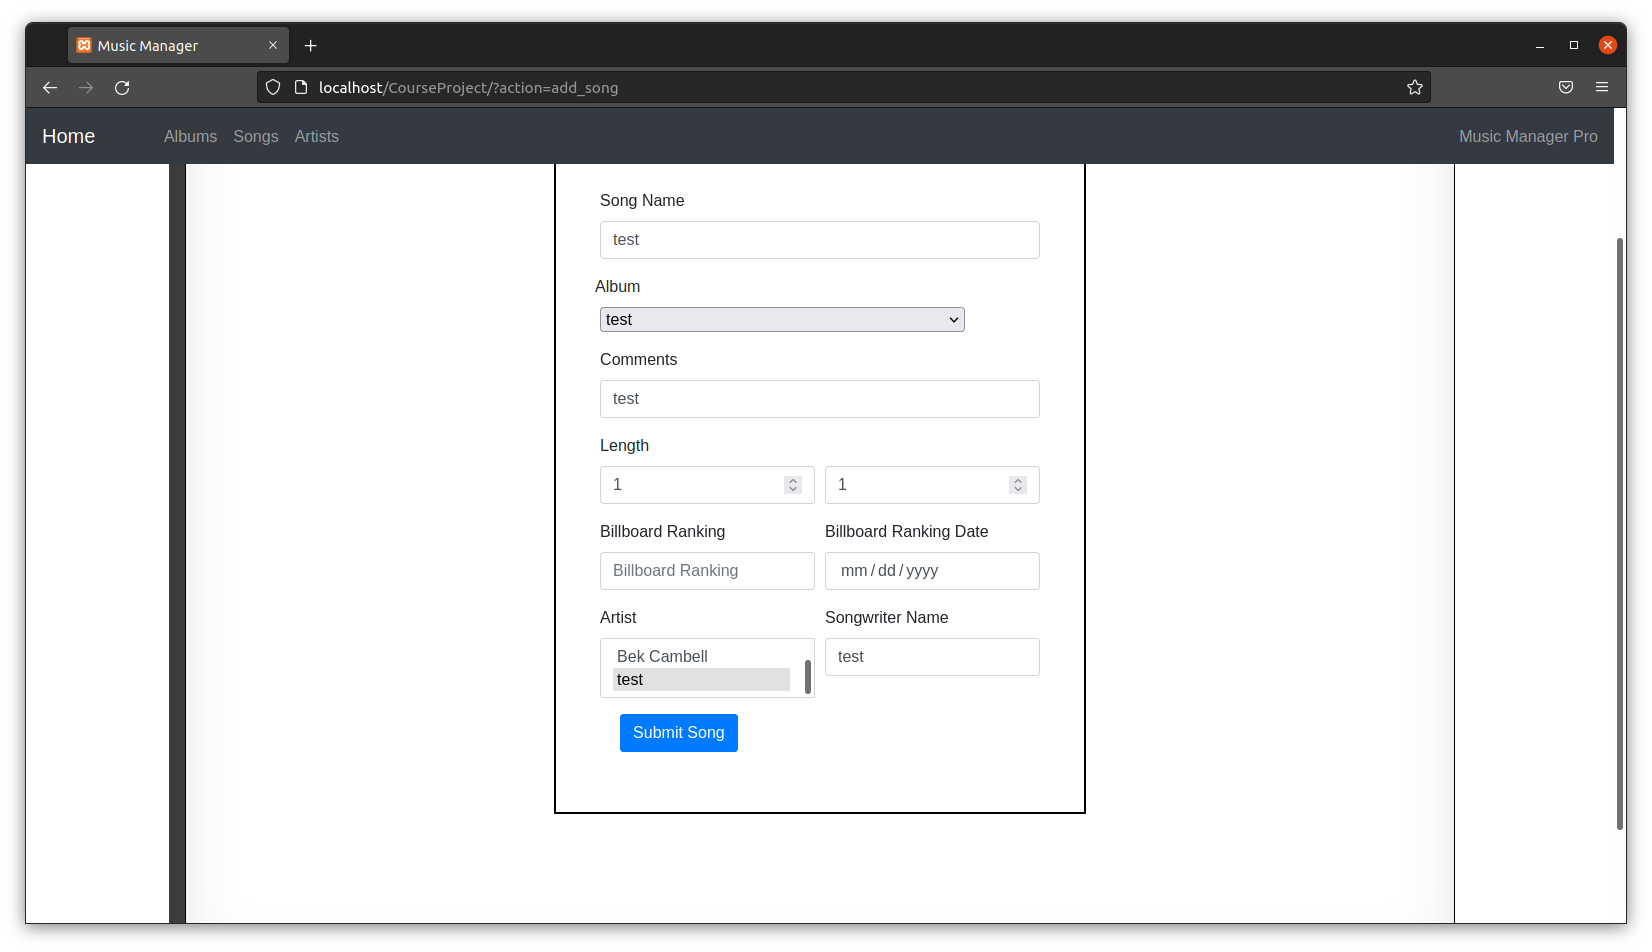 Music Manager
localhost/CourseProject/?action=add_song
Home Albums Songs Artists Music Manager Pro
Song Name
test
Album
test
Comments
test
Length
1 1
Billboard Ranking Billboard Ranking Date
Billboard Ranking mm/dd/yyyy
Artist Songwriter Name
Bek Cambell test
test
Submit Song